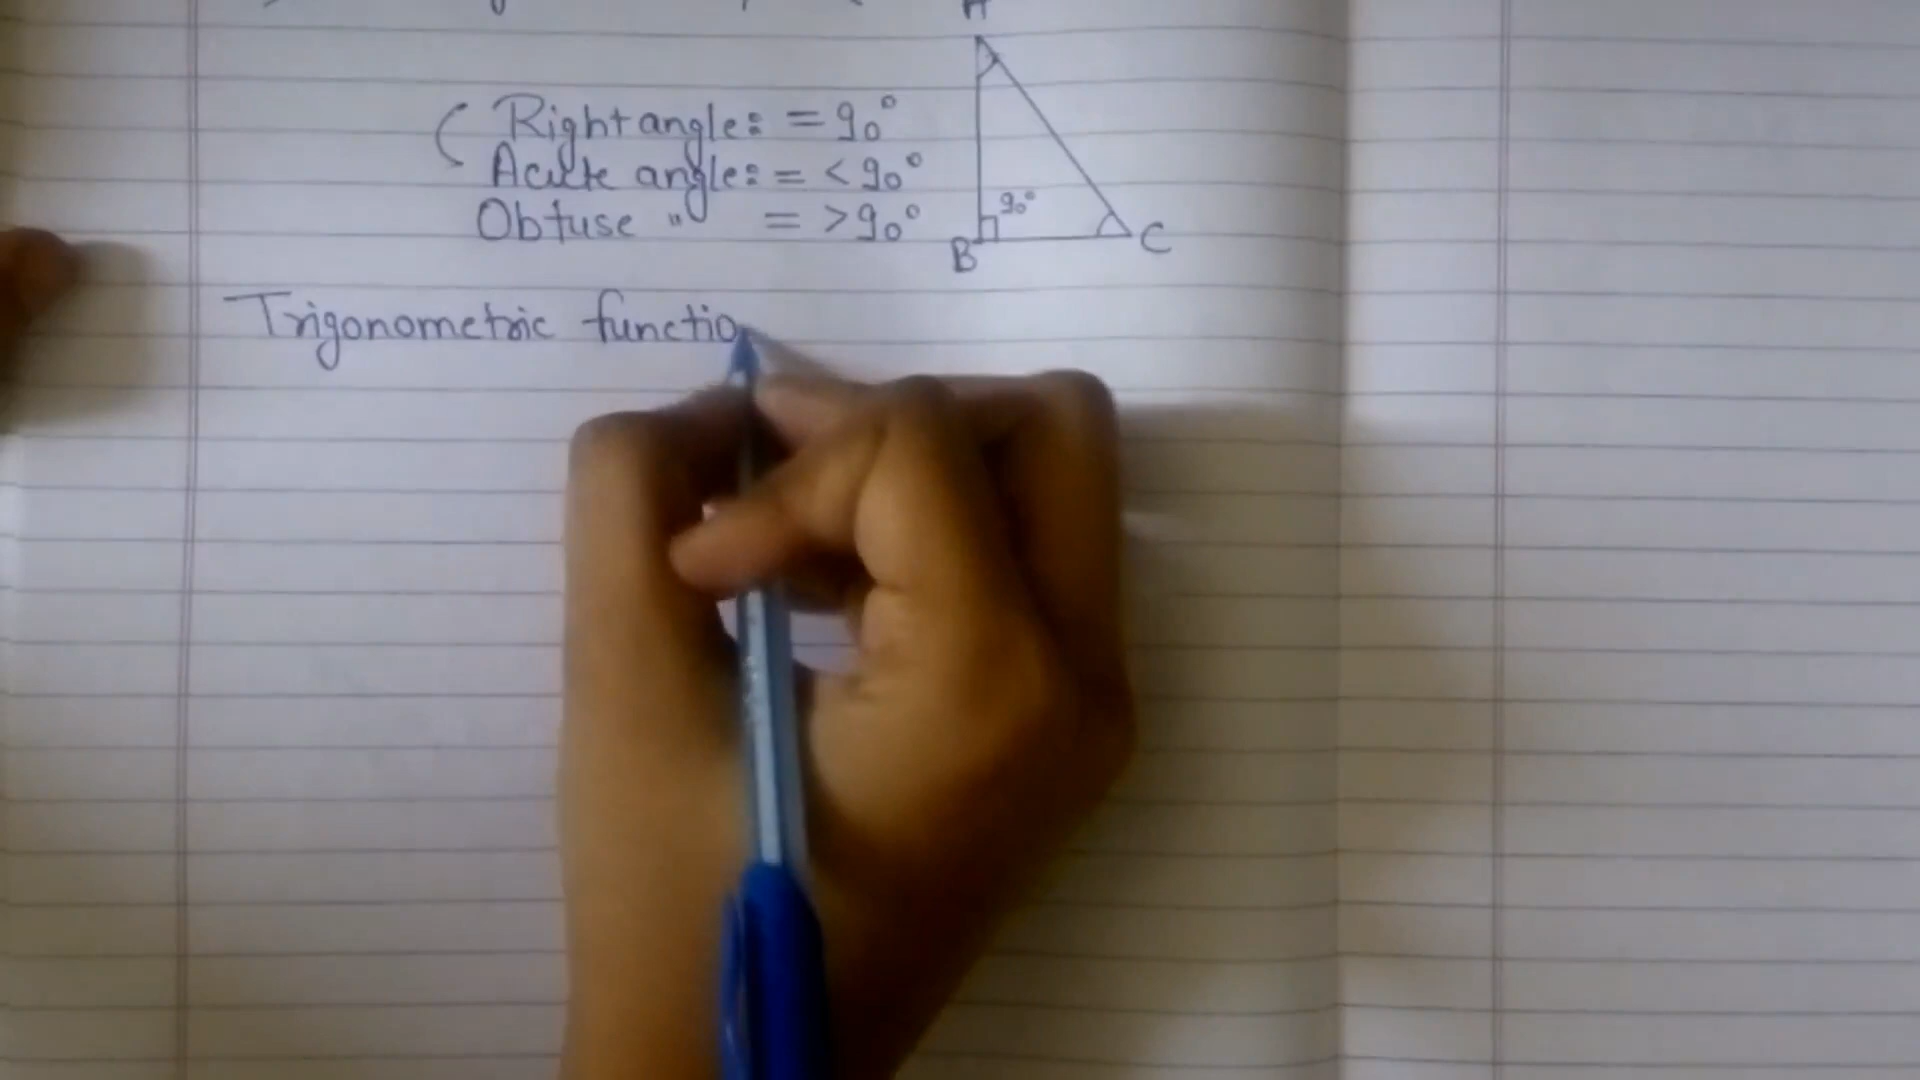 A
Right angle: = 90°
Acute angle: = < 90°
Obtuse " = > 90°
90°
B
C
Trigonometric functio